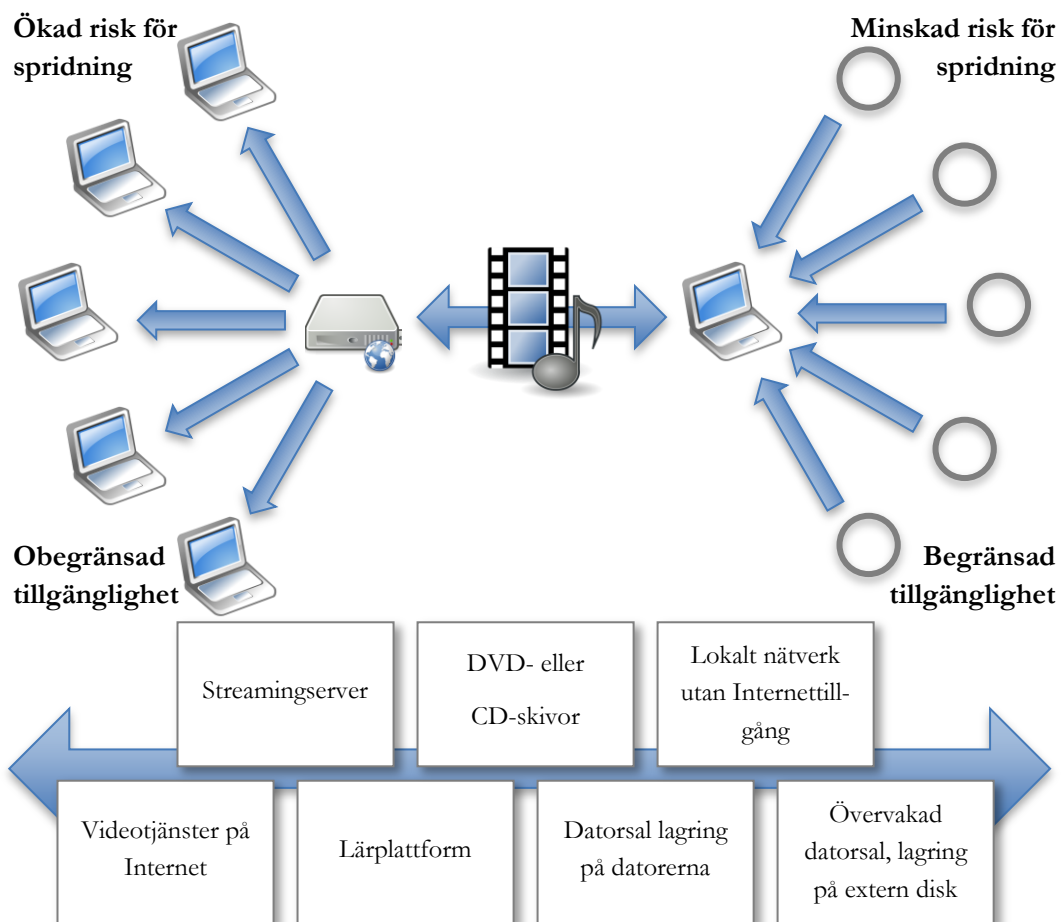 Ökad risk för
spridning
Minskad risk för
spridning
Obegränsad
tillgänglighet
Begränsad
tillgänglighet
Streamingserver
DVD- eller
CD-skivor
Lokalt nätverk
utan Internettill-
gång
Videotjänster på
Internet
Lärplattform
Datorsal lagring
på datorerna
Övervakad
datorsal, lagring
på extern disk